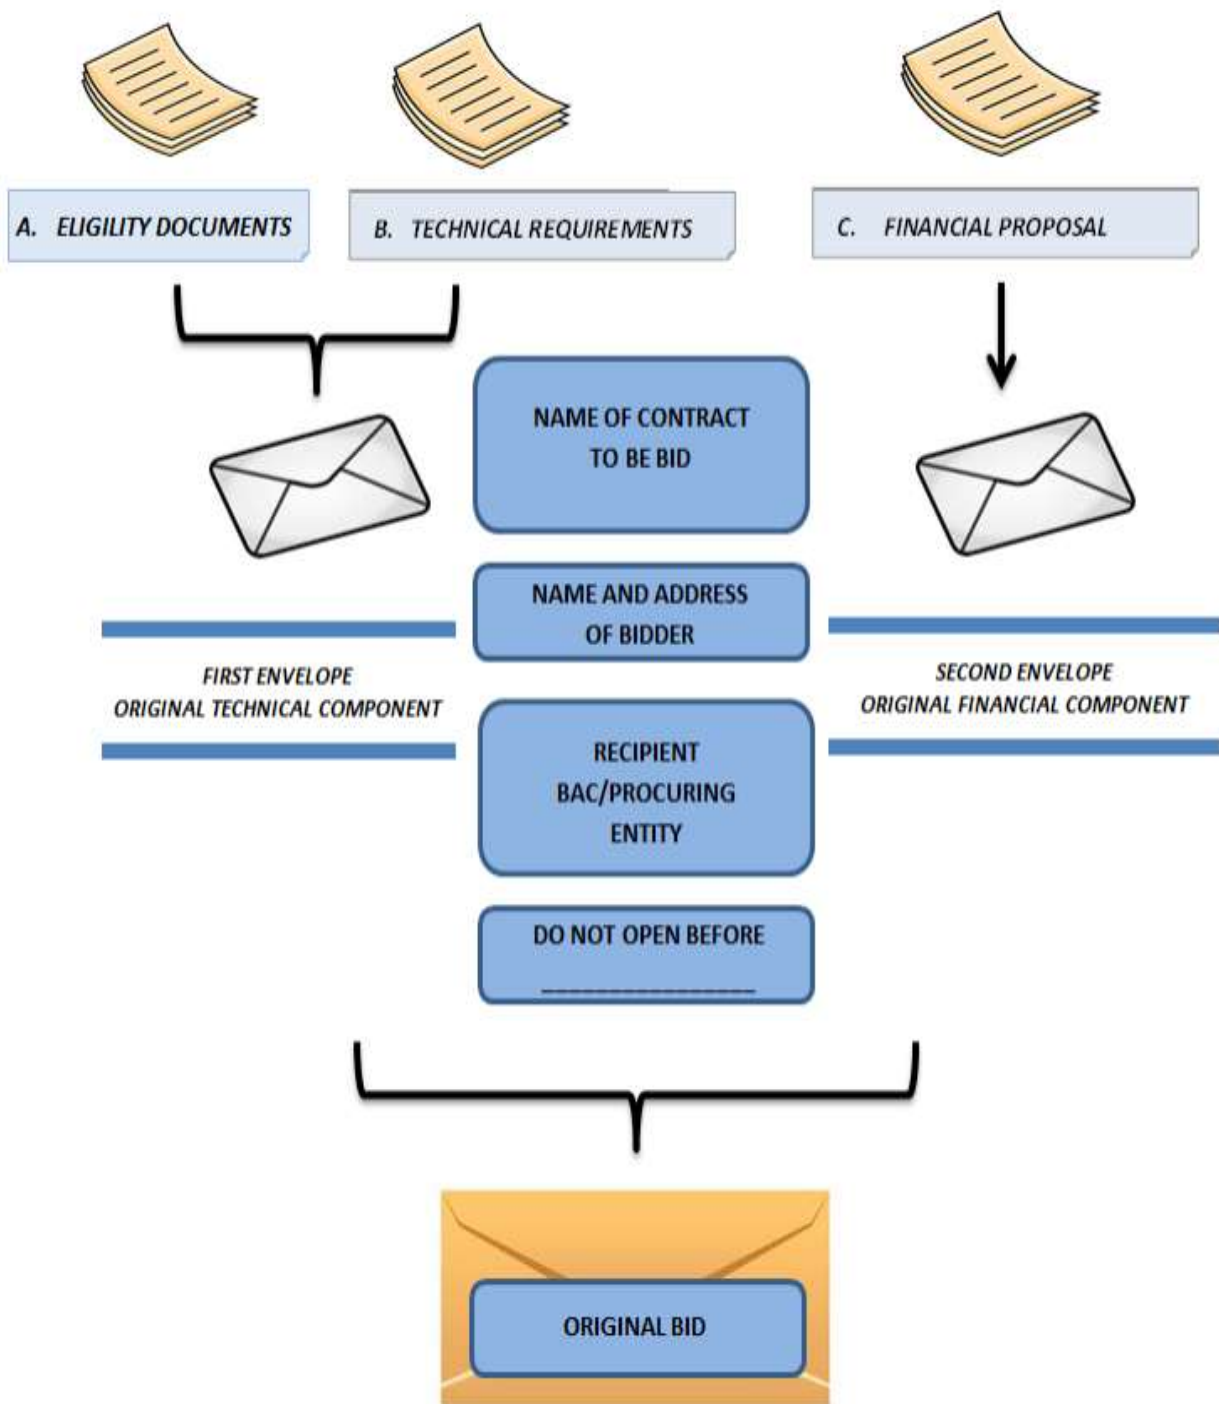 A. ELIGILITY DOCUMENTS
B. TECHNICAL REQUIREMENTS
C. FINANCIAL PROPOSAL
NAME OF CONTRACT
TO BE BID
NAME AND ADDRESS
OF BIDDER
FIRST ENVELOPE
ORIGINAL TECHNICAL COMPONENT
SECOND ENVELOPE
ORIGINAL FINANCIAL COMPONENT
RECIPIENT
BAC/PROCURING
ENTITY
DO NOT OPEN BEFORE
________________
ORIGINAL BID